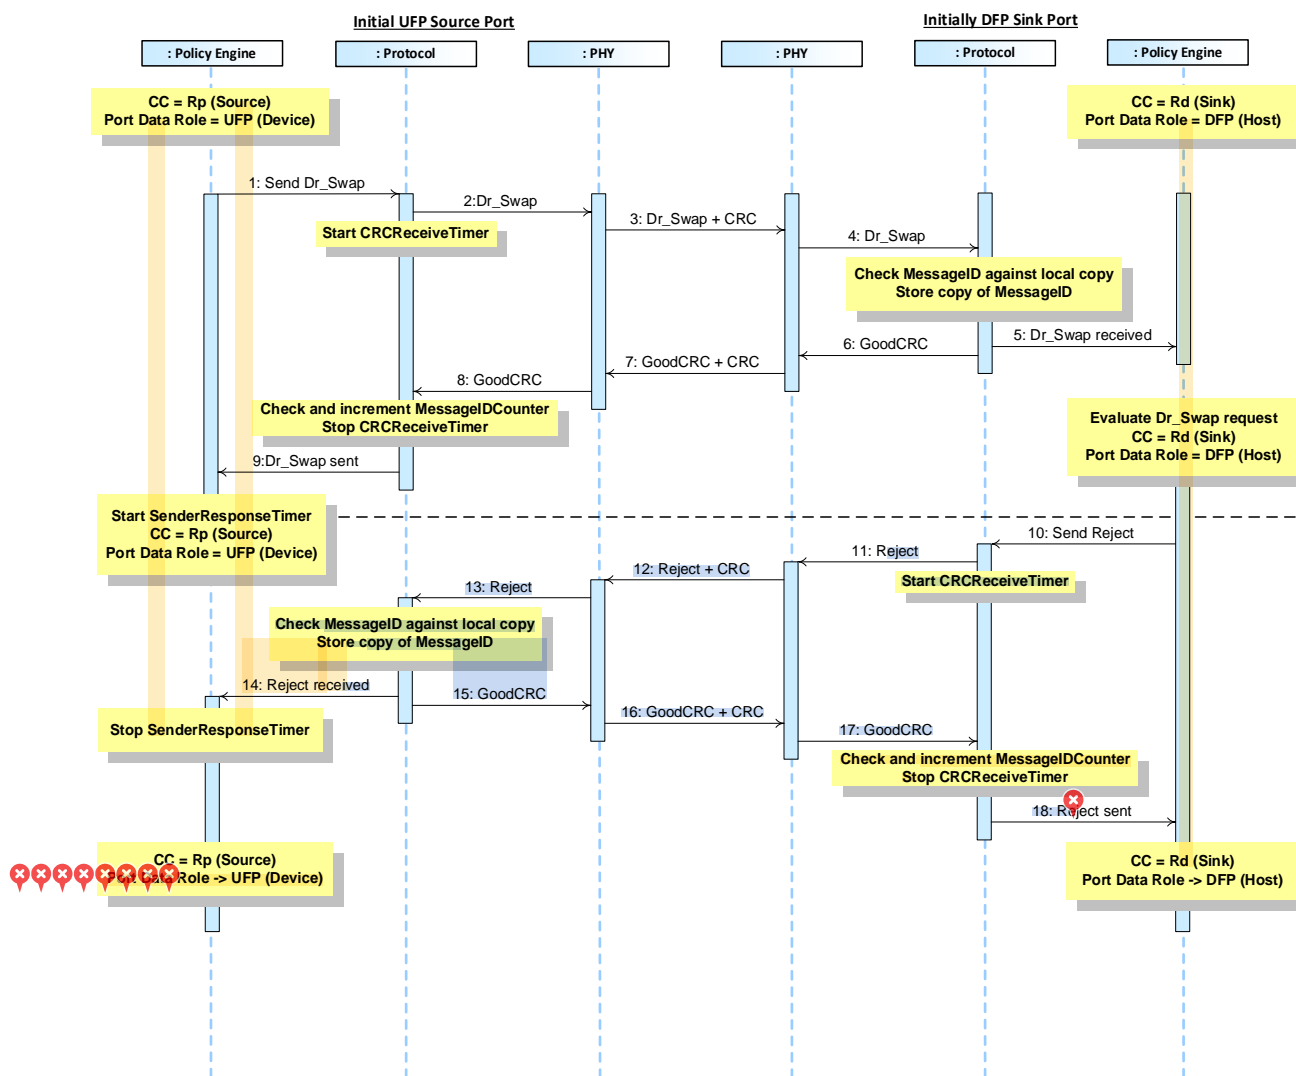 Initial UFP Source Port
Initially DFP Sink Port
: Policy Engine
: Protocol
: PHY
: PHY
: Protocol
: Policy Engine
CC = Rp (Source)
Port Data Role = UFP (Device)
CC = Rd (Sink)
Port Data Role = DFP (Host)
1: Send Dr_Swap
2:Dr_Swap
Start CRCReceiveTimer
3: Dr_Swap + CRC
4: Dr_Swap
Check MessageID against local copy
Store copy of MessageID
5: Dr_Swap received
6: GoodCRC
7: GoodCRC + CRC
8: GoodCRC
Check and increment MessageIDCounter
Stop CRCReceiveTimer
Evaluate Dr_Swap request
CC = Rd (Sink)
Port Data Role = DFP (Host)
9:Dr_Swap sent
Start SenderResponseTimer
CC = Rp (Source)
Port Data Role = UFP (Device)
10: Send Reject
11: Reject
12: Reject + CRC
Start CRCReceiveTimer
13: Reject
Check MessageID against local copy
Store copy of MessageID
14: Reject received
15: GoodCRC
16: GoodCRC + CRC
Stop SenderResponseTimer
17: GoodCRC
Check and increment MessageIDCounter
Stop CRCReceiveTimer
18: Reject sent
CC = Rp (Source)
Port Data Role -> UFP (Device)
CC = Rd (Sink)
Port Data Role -> DFP (Host)